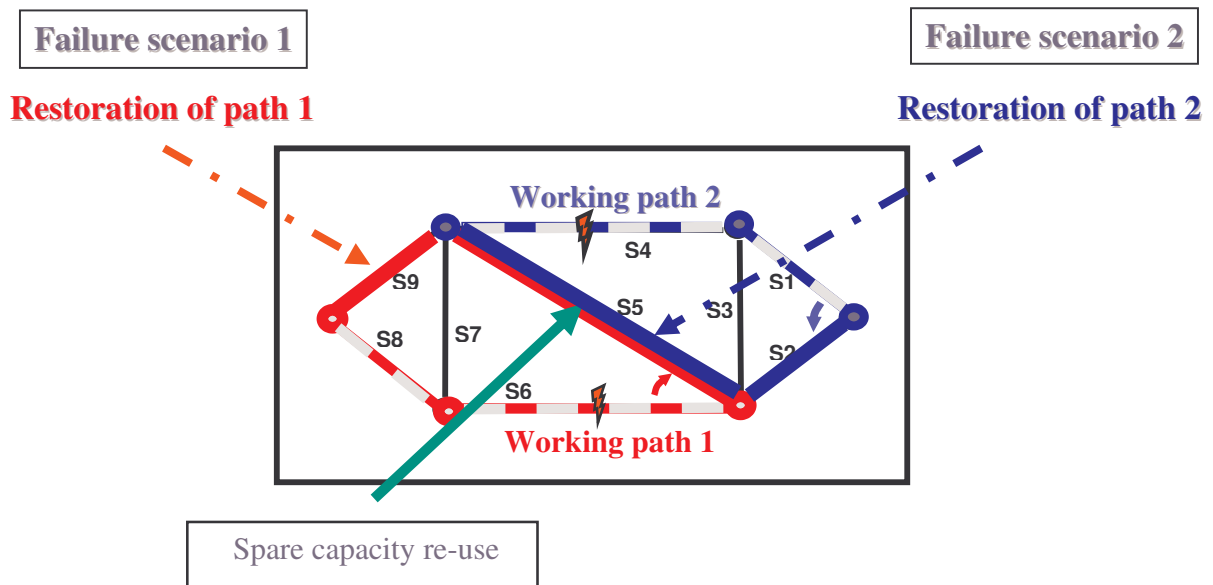 Failure scenario 1
Failure scenario 2
Restoration of path 1
Restoration of path 2
Working path 2
S4
S1
S9
S5
S3
S8
S7
S2
S6
Working path 1
Spare capacity re-use